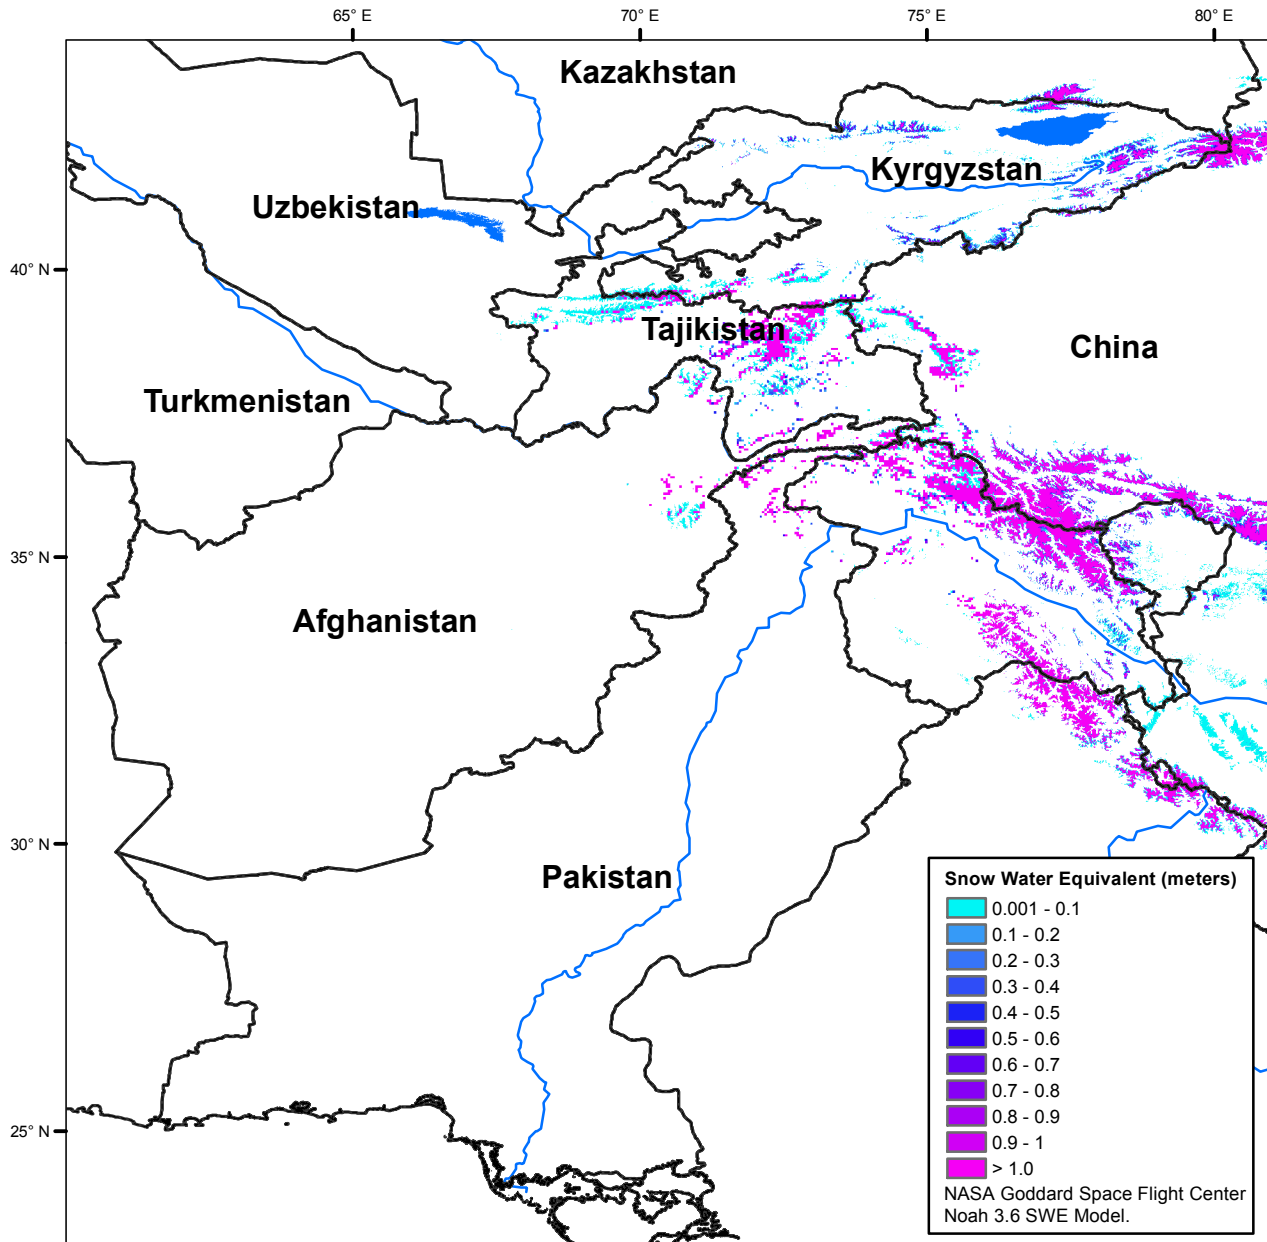 65° E
70° E
75° E
80° E
Kazakhstan
Kyrgyzstan
Uzbekistan
40° N
Tajikistan
China
Turkmenistan
35° N
Afghanistan
30° N
Pakistan
25° N
Snow Water Equivalent (meters)
0.001 - 0.1
0.1 - 0.2
0.2 - 0.3
0.3 - 0.4
0.4 - 0.5
0.5 - 0.6
0.6 - 0.7
0.7 - 0.8
0.8 - 0.9
0.9 - 1
> 1.0
NASA Goddard Space Flight Center
Noah 3.6 SWE Model.